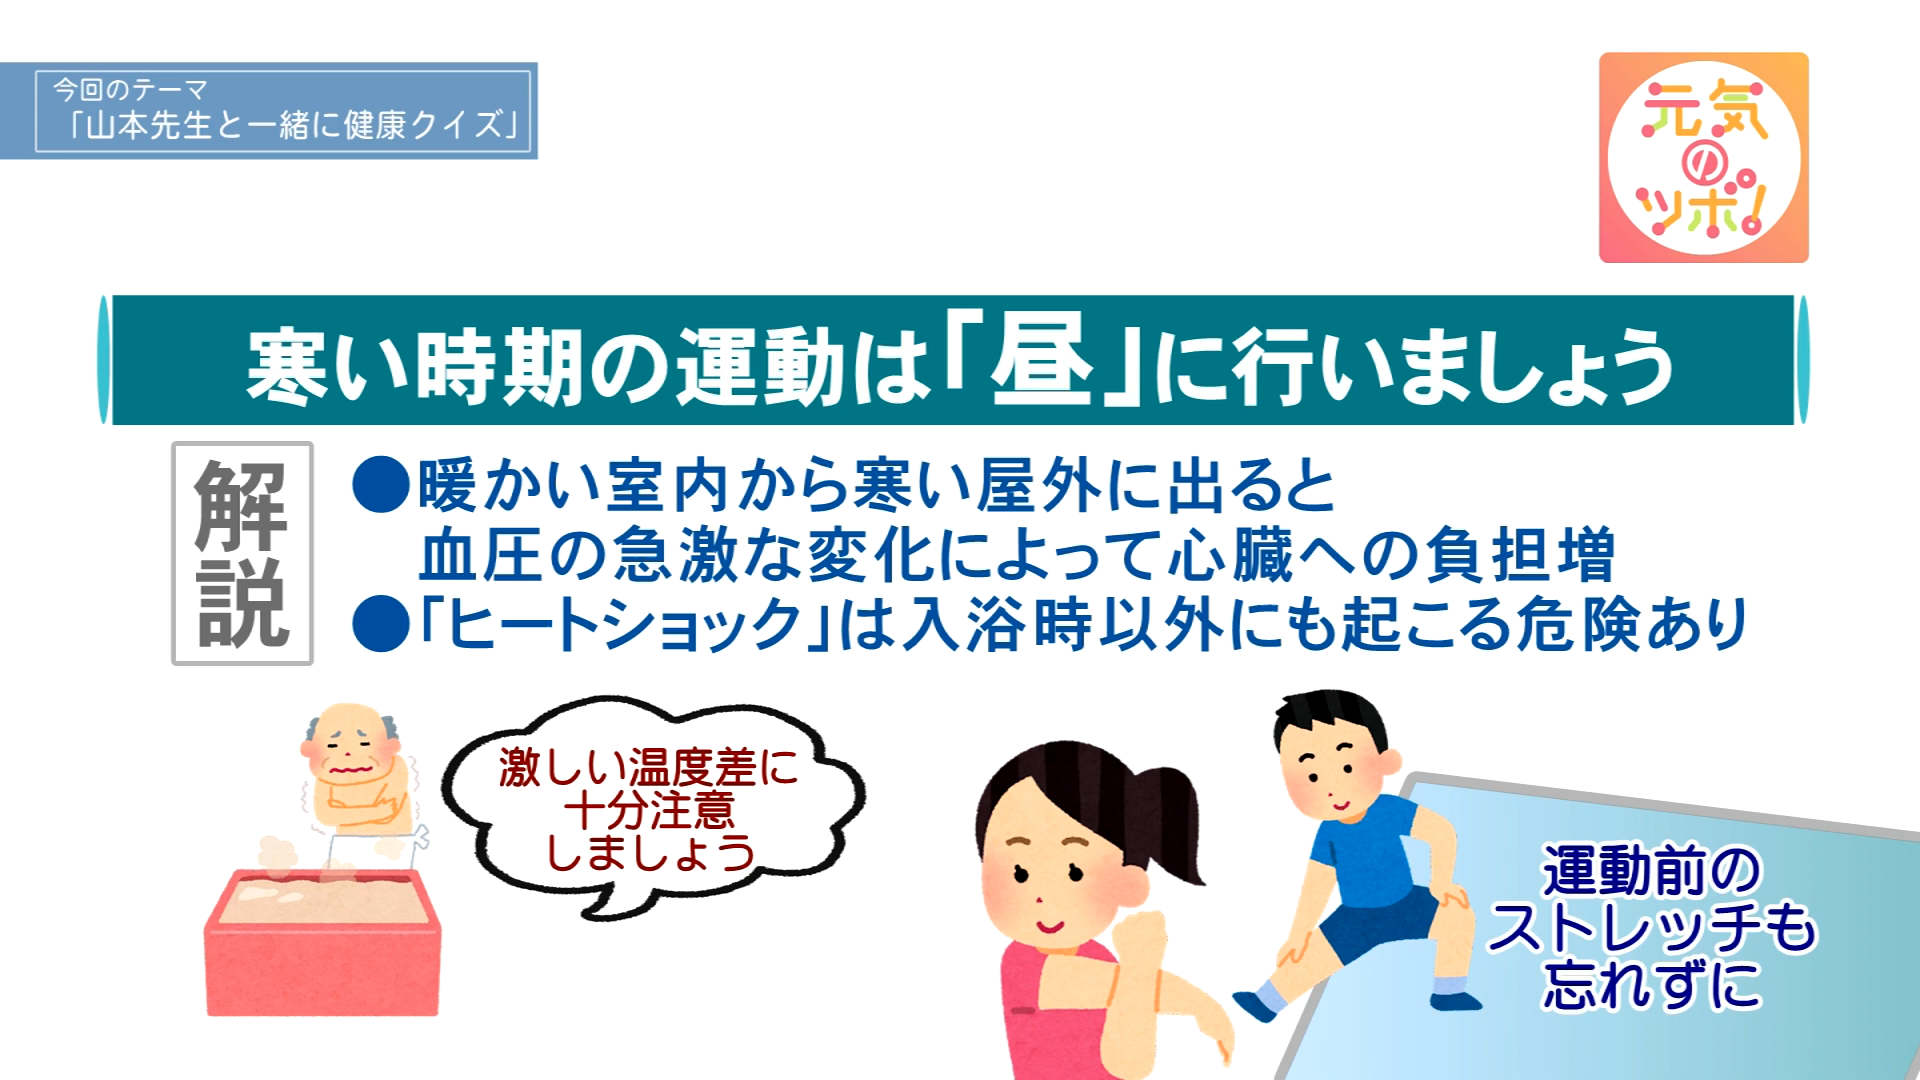 今回のテーマ
「山本先生と一緒に健康クイズ」
元気
の
ツボ!
寒い時期の運動は「昼」に行いましょう
解説
●暖かい室内から寒い屋外に出ると
血圧の急激な変化によって心臓への負担増
●「ヒートショック」は入浴時以外にも起こる危険あり
激しい温度差に
十分注意
しましょう
運動前の
ストレッチも
忘れずに